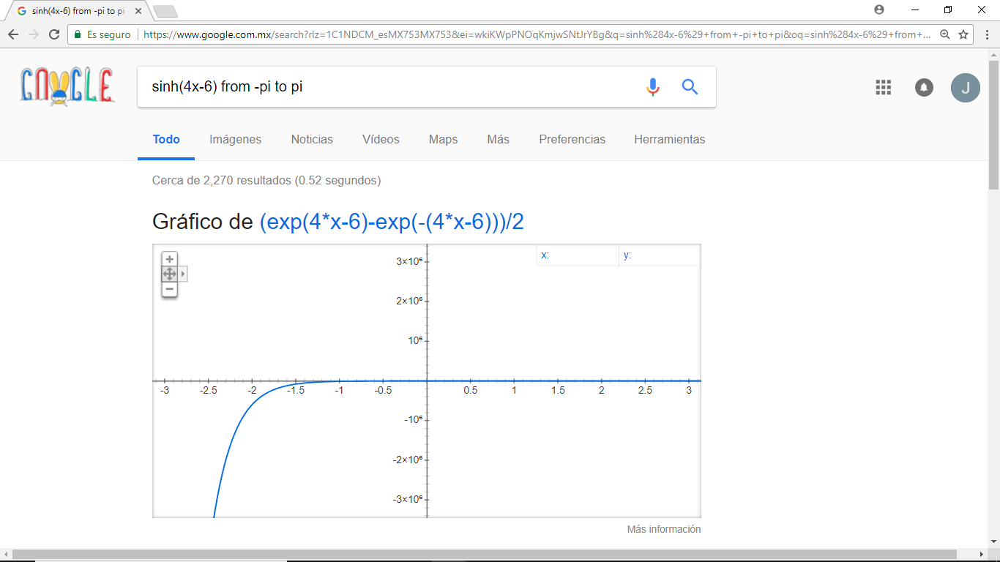 sinh(4x-6) from -pi to pi
Es seguro
https://www.google.com.mx/search?rlz=1C1NDCM_esMX753MX753&ei=wkiKWpPNOqKmjwSNtJrYBg&q=sinh%284x-6%29+from+-pi+to+pi&oq=sinh%284x-6%29+from+...
sinh(4x-6) from -pi to pi
J
Todo Imágenes Noticias Vídeos Maps Más Preferencias Herramientas
Cerca de 2,270 resultados (0.52 segundos)
Gráfico de (exp(4*x-6)-exp(-(4*x-6)))/2
x: y:
+
−
3×10⁶
2×10⁶
10⁶
-3 -2.5 -2 -1.5 -1 -0.5 0.5 1 1.5 2 2.5 3
-10⁶
-2×10⁶
-3×10⁶
Más información